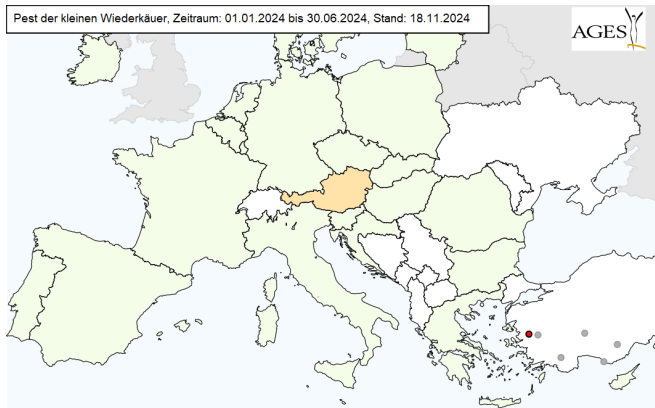 Pest der kleinen Wiederkäuer, Zeitraum: 01.01.2024 bis 30.06.2024, Stand: 18.11.2024
AGES